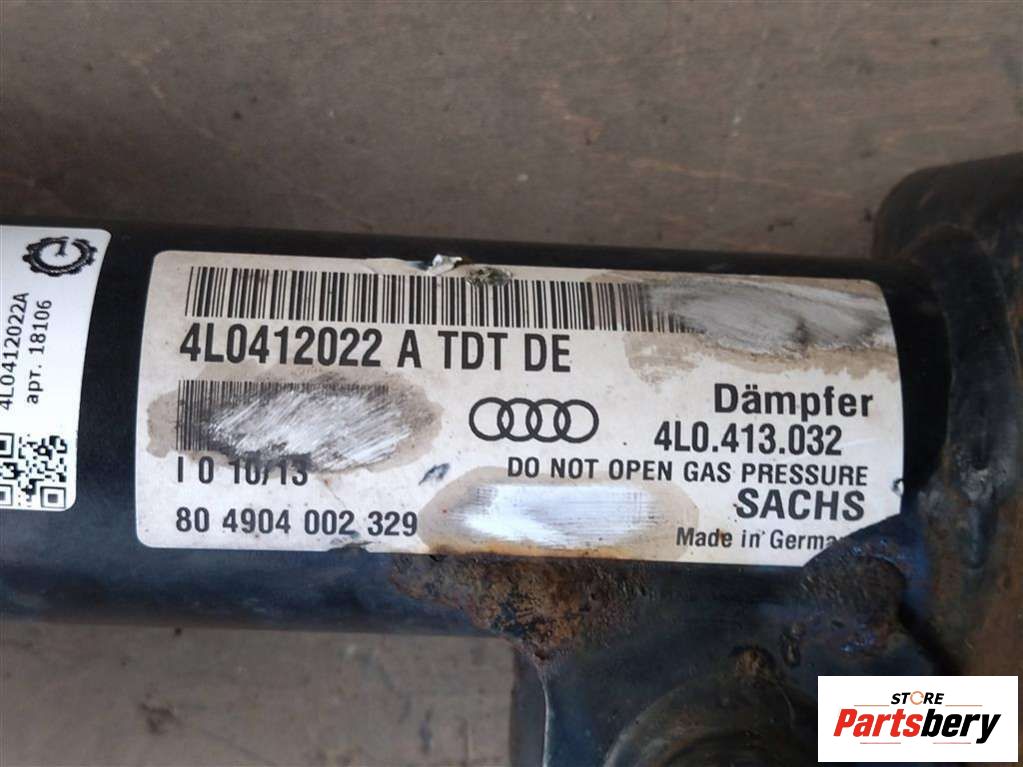 4L0412022A
арт. 18106
4L0412022 A TDT DE
Dämpfer
4L0.413.032
I 0 10/13
DO NOT OPEN GAS PRESSURE
SACHS
80 4904 002 329
Made in German
STORE
Partsbery